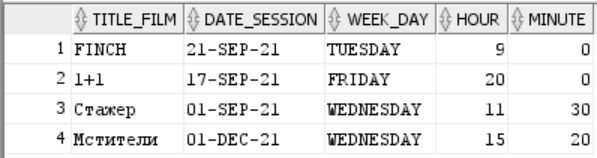 TITLE_FILM DATE_SESSION WEEK_DAY HOUR MINUTE
1 FINCH 21-SEP-21 TUESDAY 9 0
2 1+1 17-SEP-21 FRIDAY 20 0
3 Стажер 01-SEP-21 WEDNESDAY 11 30
4 Мстители 01-DEC-21 WEDNESDAY 15 20